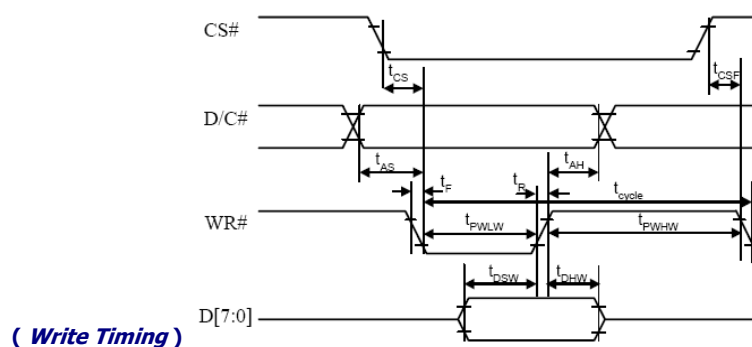 CS#
tCS
tCSF
D/C#
tAS
tAH
tF
tR
tcycle
WR#
tPWLW
tPWHW
tDSW
tDHW
D[7:0]
( Write Timing )